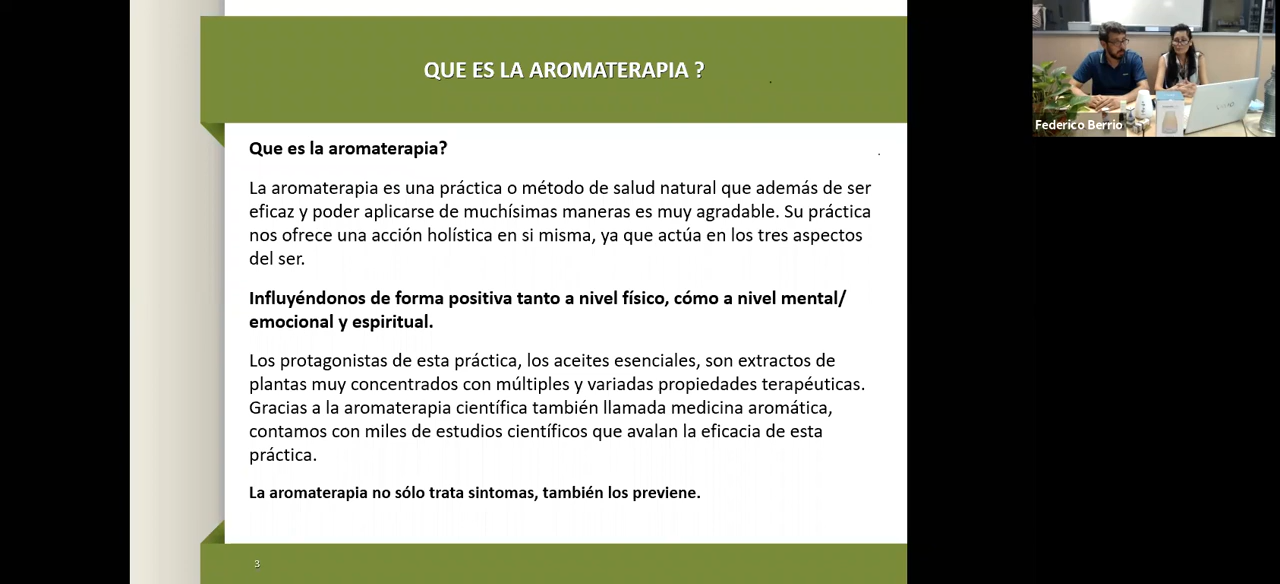 QUE ES LA AROMATERAPIA ?
Que es la aromaterapia?
La aromaterapia es una práctica o método de salud natural que además de ser
eficaz y poder aplicarse de muchísimas maneras es muy agradable. Su práctica
nos ofrece una acción holística en si misma, ya que actúa en los tres aspectos
del ser.
Influyéndonos de forma positiva tanto a nivel físico, cómo a nivel mental/
emocional y espiritual.
Los protagonistas de esta práctica, los aceites esenciales, son extractos de
plantas muy concentrados con múltiples y variadas propiedades terapéuticas.
Gracias a la aromaterapia científica también llamada medicina aromática,
contamos con miles de estudios científicos que avalan la eficacia de esta
práctica.
La aromaterapia no sólo trata sintomas, también los previene.
3
Federico Berrio